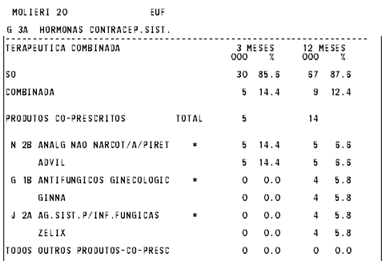 MOLIERI 20 EUF
G 3A HORMONAS CONTRACEP.SIST.
TERAPEUTICA COMBINADA 3 MESES 12 MESES
000 % 000 %
SO 30 85.6 67 87.6
COMBINADA 5 14.4 9 12.4
PRODUTOS CO-PRESCRITOS TOTAL 5 14
N 2B ANALG NAO NARCOT/A/PIRET * 5 14.4 5 6.6
ADVIL 5 14.4 5 6.6
G 1B ANTIFUNGICOS GINECOLOGIC * 0 0.0 4 5.8
GINNA 0 0.0 4 5.8
J 2A AG.SIST.P/INF.FUNGICAS * 0 0.0 4 5.8
ZELIX 0 0.0 4 5.8
TODOS OUTROS PRODUTOS-CO-PRESC 0 0.0 0 0.0